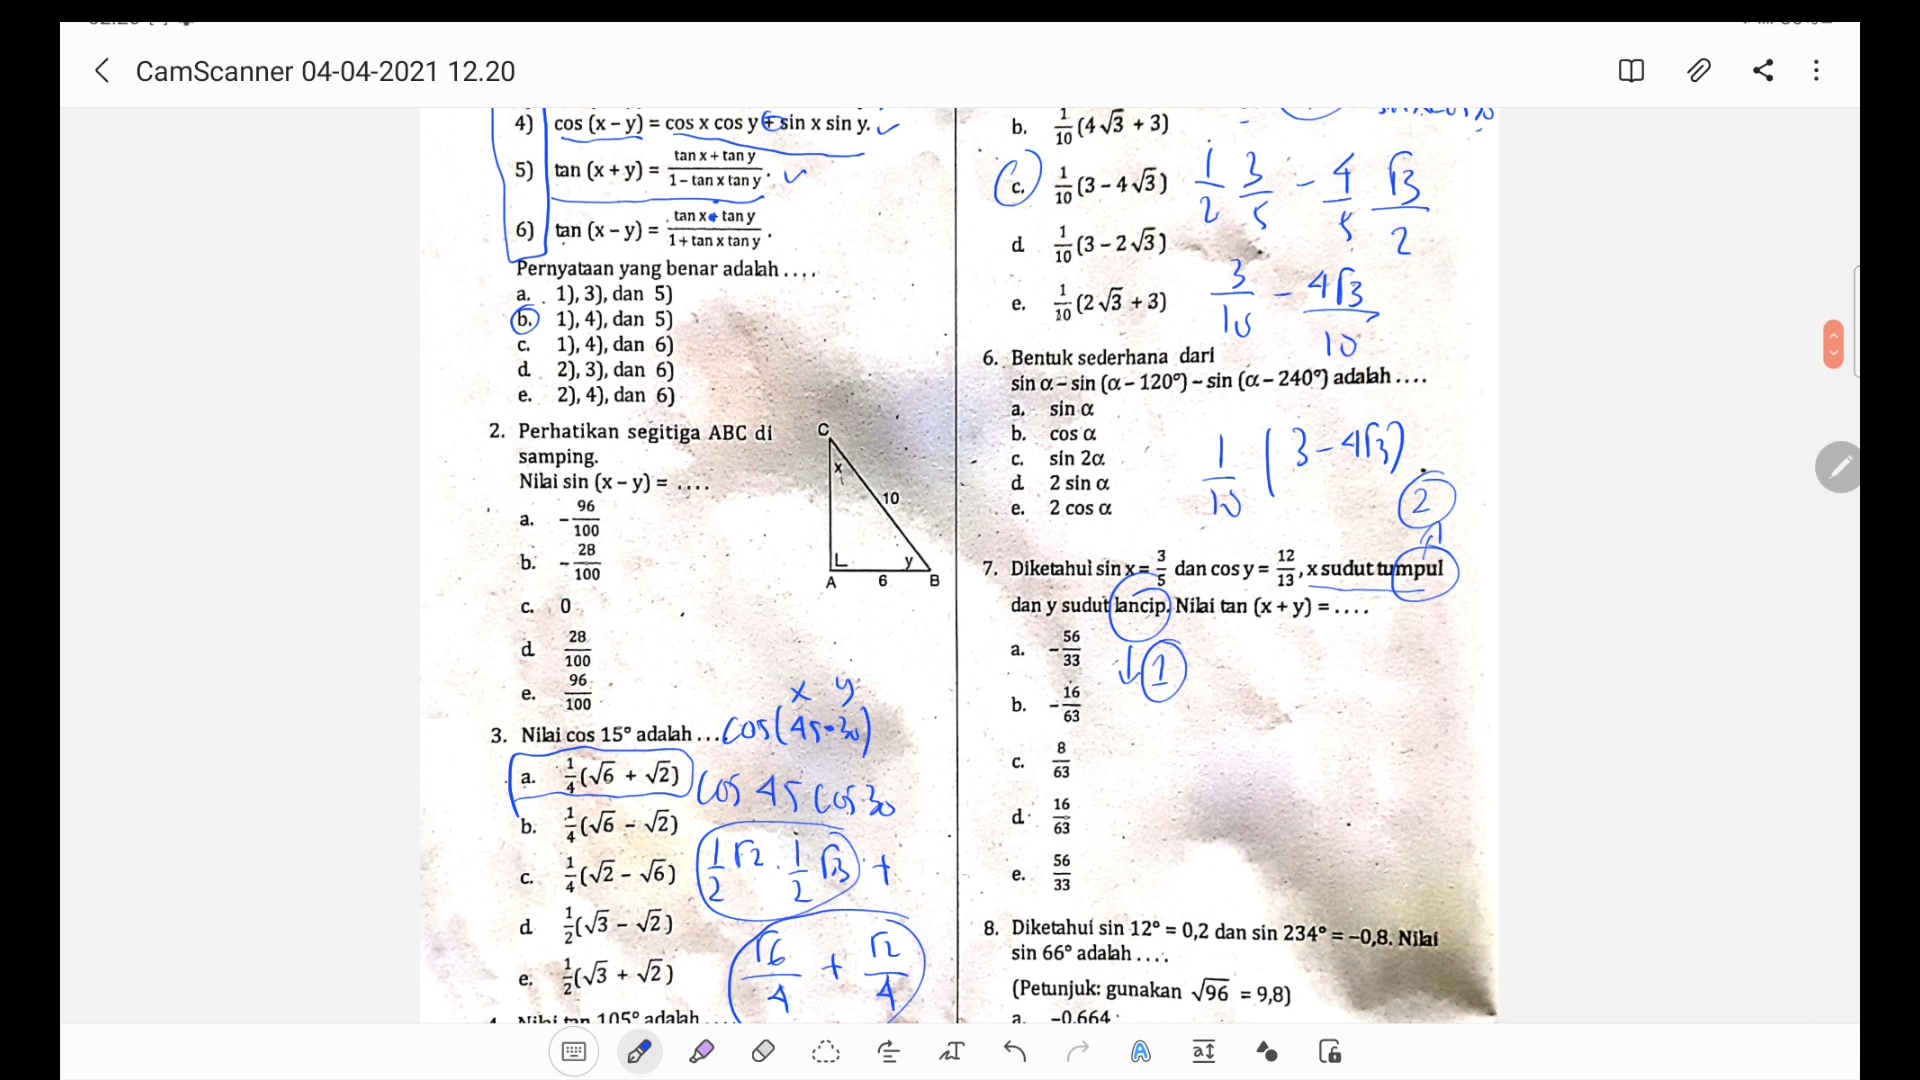 CamScanner 04-04-2021 12.20
4) cos (x – y) = cos x cos y + sin x sin y.
5) tan (x + y) = (tan x + tan y)/(1 – tan x tan y).
6) tan (x – y) = (tan x + tan y)/(1 + tan x tan y).
Pernyataan yang benar adalah . . . .
a. 1), 3), dan 5)
b. 1), 4), dan 5)
c. 1), 4), dan 6)
d 2), 3), dan 6)
e. 2), 4), dan 6)
2. Perhatikan segitiga ABC di
samping.
Nilai sin (x – y) = . . . .
a. –96/100
b. –28/100
c. 0
d 28/100
e. 96/100
C
x
10
y
A 6 B
3. Nilai cos 15° adalah . . .
a. 1/4(√6 + √2)
b. 1/4(√6 – √2)
c. 1/4(√2 – √6)
d 1/2(√3 – √2)
e. 1/2(√3 + √2)
x y
cos(45-30)
cos 45 cos 30
1/2 √2 . 1/2 √3 +
√6/4 + √2/4
tan 105° adalah
b. 1/10(4√3 + 3)
c. 1/10(3 – 4√3)
d 1/10(3 – 2√3)
e. 1/10(2√3 + 3)
1/2 3/5 – 4/5 √3/2
3/10 – 4√3/10
6. Bentuk sederhana dari
sin α – sin (α – 120°) – sin (α – 240°) adalah . . . .
a. sin α
b. cos α
c. sin 2α
d 2 sin α
e. 2 cos α
1/10 (3-4√3)
2
7. Diketahui sin x = 3/5 dan cos y = 12/13, x sudut tumpul
dan y sudut lancip. Nilai tan (x + y) = . . . .
a. –56/33
b. –16/63
c. 8/63
d 16/63
e. 56/33
1
8. Diketahui sin 12° = 0,2 dan sin 234° = –0,8. Nilai
sin 66° adalah . . . .
(Petunjuk: gunakan √96 = 9,8)
a. –0,664